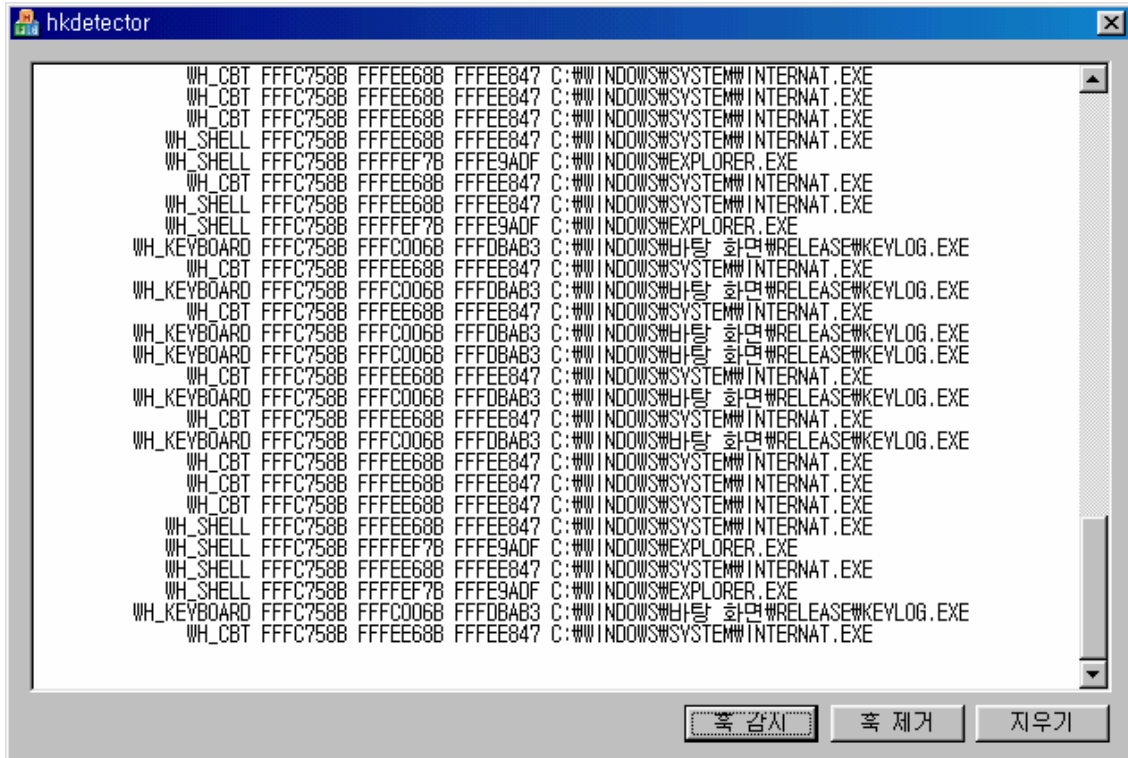 hkdetector
WH_CBT FFFC758B FFFEE68B FFFEE847 C:₩WINDOWS₩SYSTEM₩INTERNAT.EXE
WH_CBT FFFC758B FFFEE68B FFFEE847 C:₩WINDOWS₩SYSTEM₩INTERNAT.EXE
WH_CBT FFFC758B FFFEE68B FFFEE847 C:₩WINDOWS₩SYSTEM₩INTERNAT.EXE
WH_SHELL FFFC758B FFFEE68B FFFEE847 C:₩WINDOWS₩SYSTEM₩INTERNAT.EXE
WH_SHELL FFFC758B FFFFEF7B FFFE9ADF C:₩WINDOWS₩EXPLORER.EXE
WH_CBT FFFC758B FFFEE68B FFFEE847 C:₩WINDOWS₩SYSTEM₩INTERNAT.EXE
WH_SHELL FFFC758B FFFEE68B FFFEE847 C:₩WINDOWS₩SYSTEM₩INTERNAT.EXE
WH_SHELL FFFC758B FFFFEF7B FFFE9ADF C:₩WINDOWS₩EXPLORER.EXE
WH_KEYBOARD FFFC758B FFFC006B FFFDBAB3 C:₩WINDOWS₩바탕 화면₩RELEASE₩KEYLOG.EXE
WH_CBT FFFC758B FFFEE68B FFFEE847 C:₩WINDOWS₩SYSTEM₩INTERNAT.EXE
WH_KEYBOARD FFFC758B FFFC006B FFFDBAB3 C:₩WINDOWS₩바탕 화면₩RELEASE₩KEYLOG.EXE
WH_CBT FFFC758B FFFEE68B FFFEE847 C:₩WINDOWS₩SYSTEM₩INTERNAT.EXE
WH_KEYBOARD FFFC758B FFFC006B FFFDBAB3 C:₩WINDOWS₩바탕 화면₩RELEASE₩KEYLOG.EXE
WH_KEYBOARD FFFC758B FFFC006B FFFDBAB3 C:₩WINDOWS₩바탕 화면₩RELEASE₩KEYLOG.EXE
WH_CBT FFFC758B FFFEE68B FFFEE847 C:₩WINDOWS₩SYSTEM₩INTERNAT.EXE
WH_KEYBOARD FFFC758B FFFC006B FFFDBAB3 C:₩WINDOWS₩바탕 화면₩RELEASE₩KEYLOG.EXE
WH_CBT FFFC758B FFFEE68B FFFEE847 C:₩WINDOWS₩SYSTEM₩INTERNAT.EXE
WH_KEYBOARD FFFC758B FFFC006B FFFDBAB3 C:₩WINDOWS₩바탕 화면₩RELEASE₩KEYLOG.EXE
WH_CBT FFFC758B FFFEE68B FFFEE847 C:₩WINDOWS₩SYSTEM₩INTERNAT.EXE
WH_CBT FFFC758B FFFEE68B FFFEE847 C:₩WINDOWS₩SYSTEM₩INTERNAT.EXE
WH_CBT FFFC758B FFFEE68B FFFEE847 C:₩WINDOWS₩SYSTEM₩INTERNAT.EXE
WH_SHELL FFFC758B FFFEE68B FFFEE847 C:₩WINDOWS₩SYSTEM₩INTERNAT.EXE
WH_SHELL FFFC758B FFFFEF7B FFFE9ADF C:₩WINDOWS₩EXPLORER.EXE
WH_SHELL FFFC758B FFFEE68B FFFEE847 C:₩WINDOWS₩SYSTEM₩INTERNAT.EXE
WH_SHELL FFFC758B FFFFEF7B FFFE9ADF C:₩WINDOWS₩EXPLORER.EXE
WH_KEYBOARD FFFC758B FFFC006B FFFDBAB3 C:₩WINDOWS₩바탕 화면₩RELEASE₩KEYLOG.EXE
WH_CBT FFFC758B FFFEE68B FFFEE847 C:₩WINDOWS₩SYSTEM₩INTERNAT.EXE
훅 감지 훅 제거 지우기